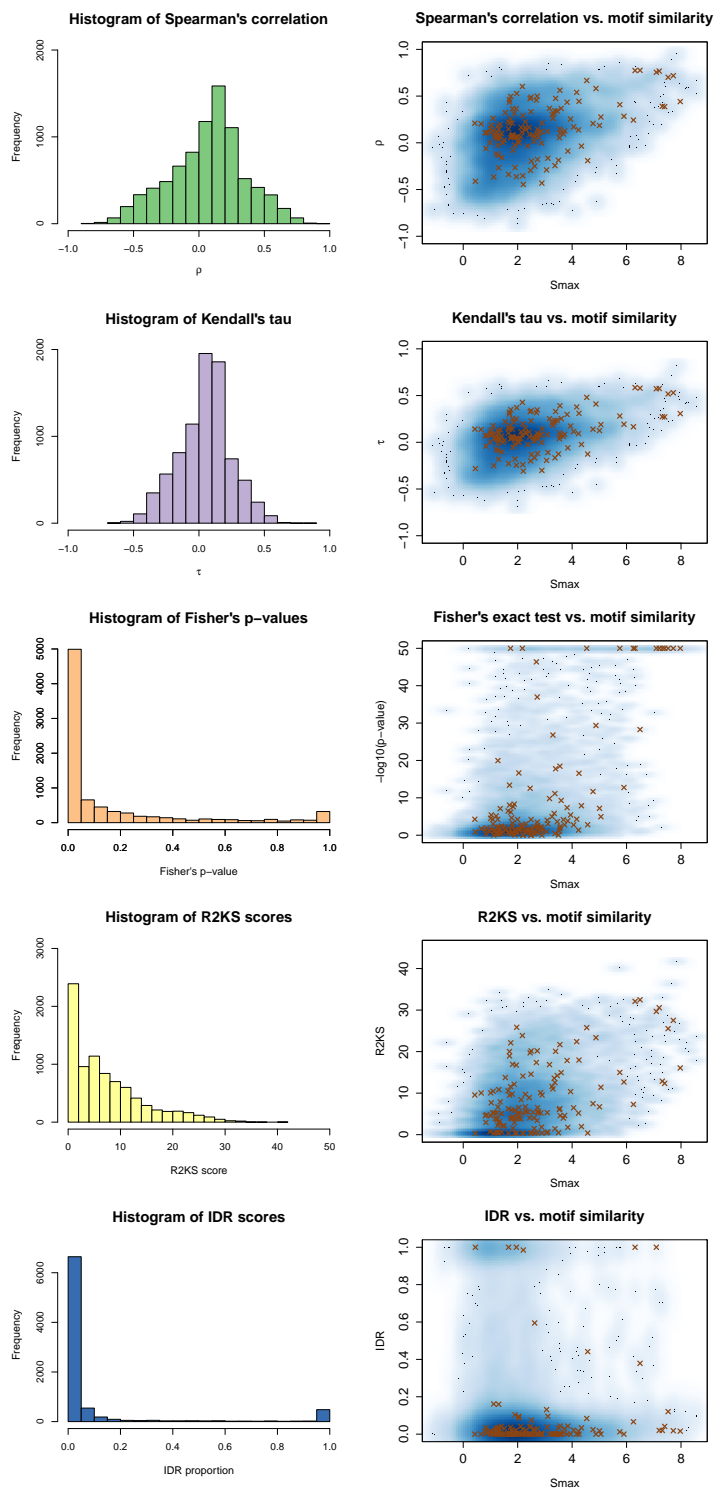 Histogram of Spearman's correlation
Frequency
2000
1000
0
−1.0 −0.5 0.0 0.5 1.0
ρ
Spearman's correlation vs. motif similarity
ρ
1.0
0.5
0.0
−0.5
−1.0
0 2 4 6 8
Smax
Histogram of Kendall's tau
Frequency
2000
1000
0
−1.0 −0.5 0.0 0.5 1.0
τ
Kendall's tau vs. motif similarity
τ
1.0
0.5
0.0
−0.5
−1.0
0 2 4 6 8
Smax
Histogram of Fisher's p−values
Frequency
5000
4000
3000
2000
1000
0
0.0 0.2 0.4 0.6 0.8 1.0
Fisher's p−value
Fisher's exact test vs. motif similarity
−log10(p−value)
50
40
30
20
10
0
0 2 4 6 8
Smax
Histogram of R2KS scores
Frequency
3000
2000
1000
0
0 10 20 30 40 50
R2KS score
R2KS vs. motif similarity
R2KS
40
30
20
10
0
0 2 4 6 8
Smax
Histogram of IDR scores
Frequency
6000
4000
2000
0
0.0 0.2 0.4 0.6 0.8 1.0
IDR proportion
IDR vs. motif similarity
IDR
1.0
0.8
0.6
0.4
0.2
0.0
0 2 4 6 8
Smax